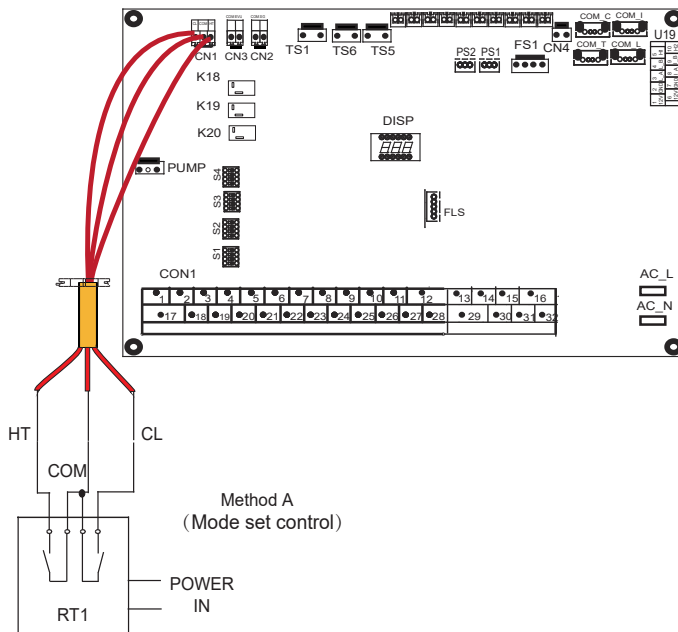 COM_C COM_I
U19
CN1 CN3 CN2
TS1 TS6 TS5
PS2 PS1
FS1 CN4
COM_T COM_L
K18
K19
K20
DISP
PUMP
S4
S3
S2
S1
FLS
CON1
1 2 3 4 5 6 7 8 9 10 11 12 13 14 15 16
17 18 19 20 21 22 23 24 25 26 27 28 29 30 31 32
AC_L
AC_N
HT CL
COM
Method A
(Mode set control)
POWER
IN
RT1